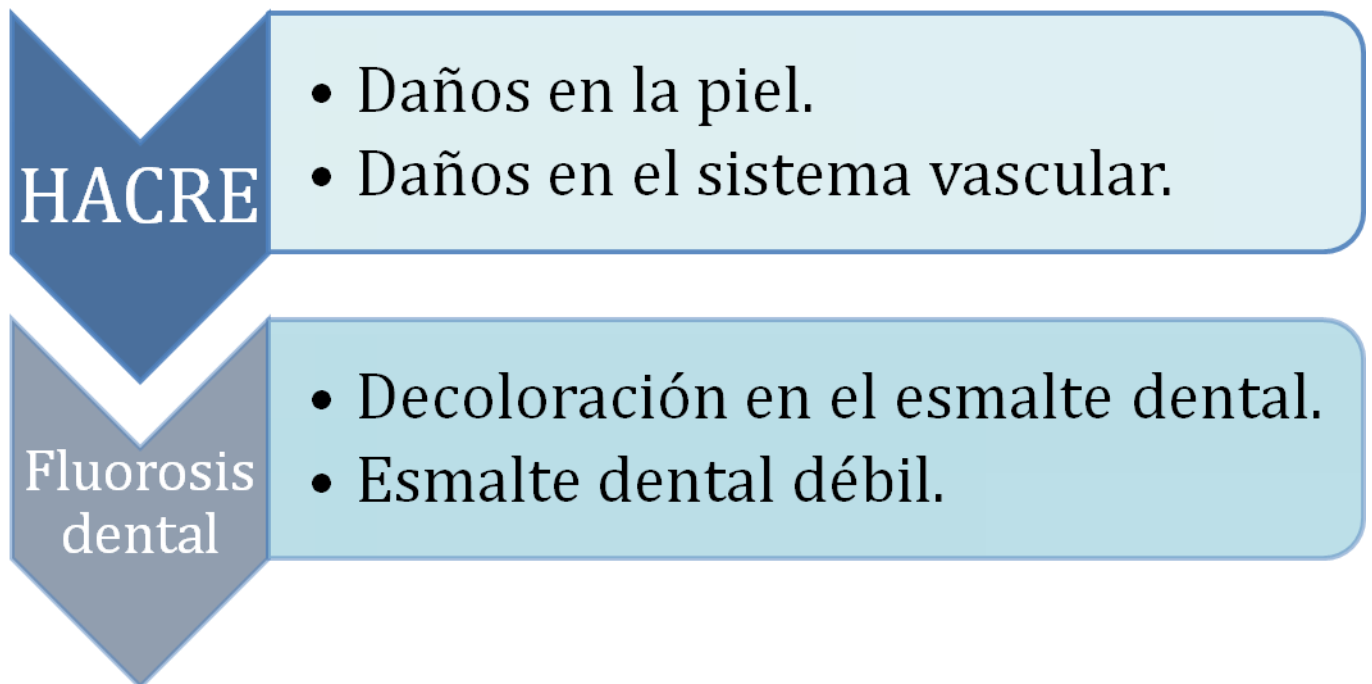 HACRE
• Daños en la piel.
• Daños en el sistema vascular.
Fluorosis
dental
• Decoloración en el esmalte dental.
• Esmalte dental débil.